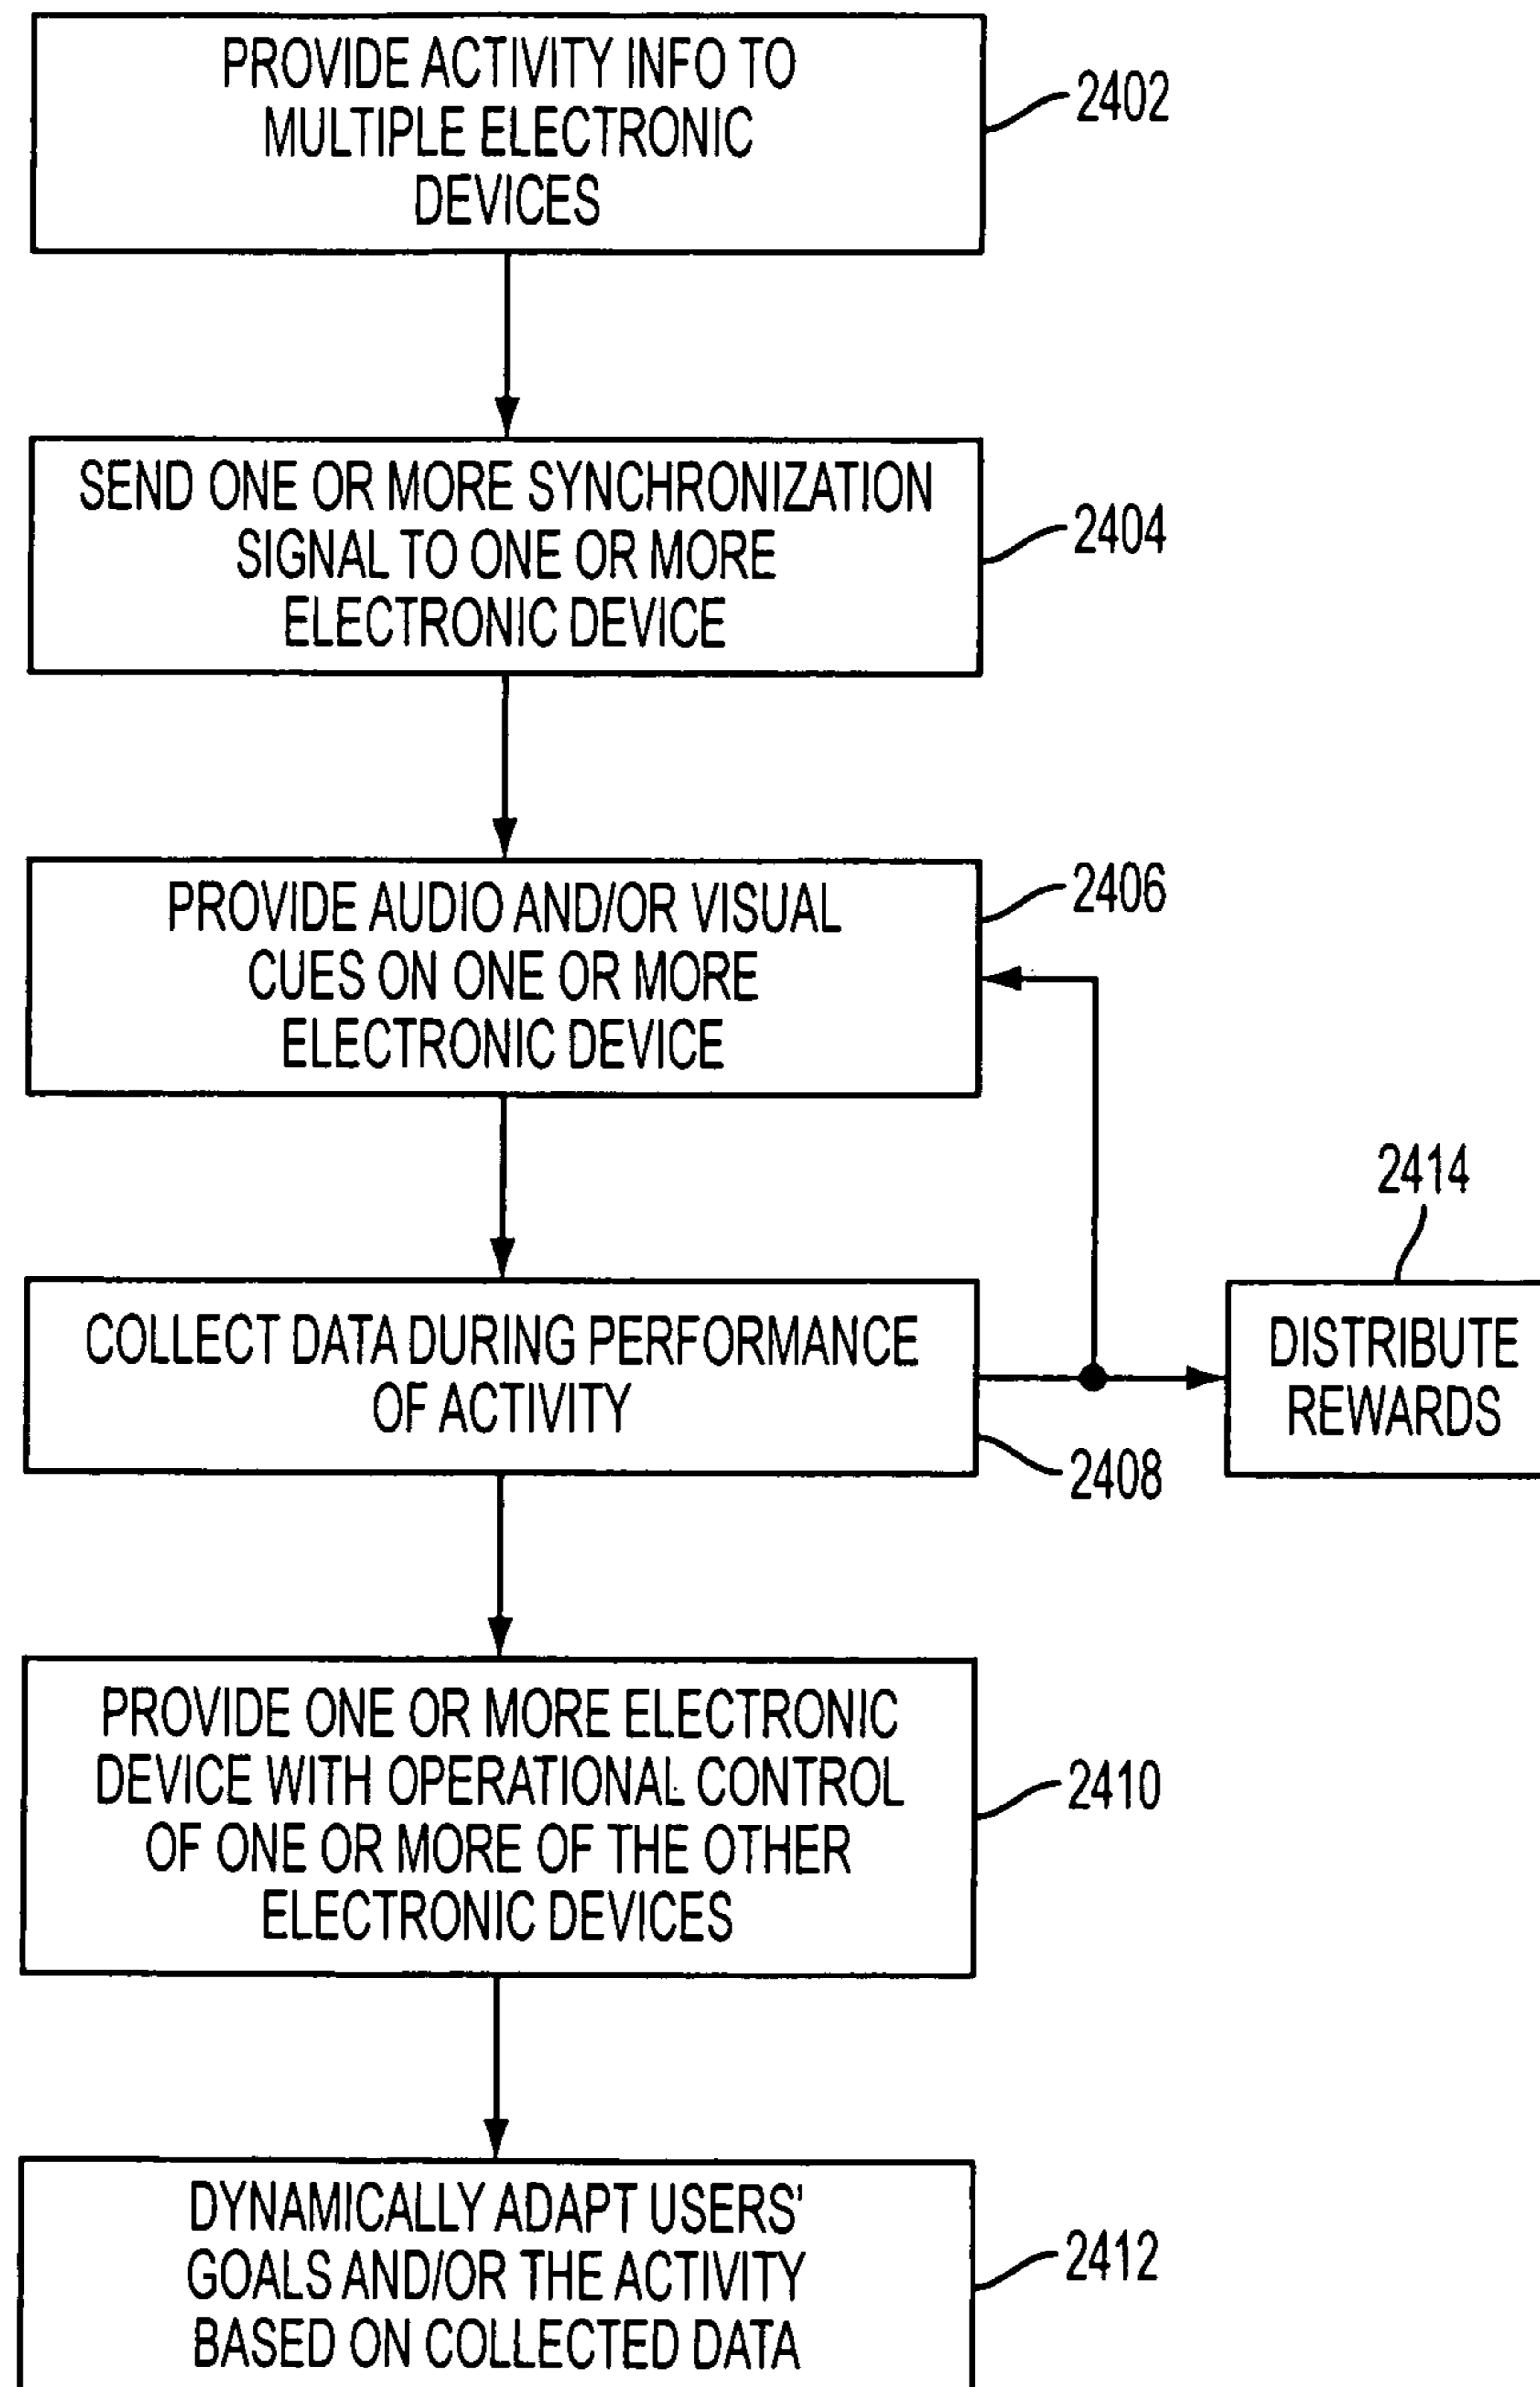 PROVIDE ACTIVITY INFO TO
MULTIPLE ELECTRONIC
DEVICES
2402
SEND ONE OR MORE SYNCHRONIZATION
SIGNAL TO ONE OR MORE
ELECTRONIC DEVICE
2404
PROVIDE AUDIO AND/OR VISUAL
CUES ON ONE OR MORE
ELECTRONIC DEVICE
2406
COLLECT DATA DURING PERFORMANCE
OF ACTIVITY
2408
2414
DISTRIBUTE
REWARDS
PROVIDE ONE OR MORE ELECTRONIC
DEVICE WITH OPERATIONAL CONTROL
OF ONE OR MORE OF THE OTHER
ELECTRONIC DEVICES
2410
DYNAMICALLY ADAPT USERS'
GOALS AND/OR THE ACTIVITY
BASED ON COLLECTED DATA
2412